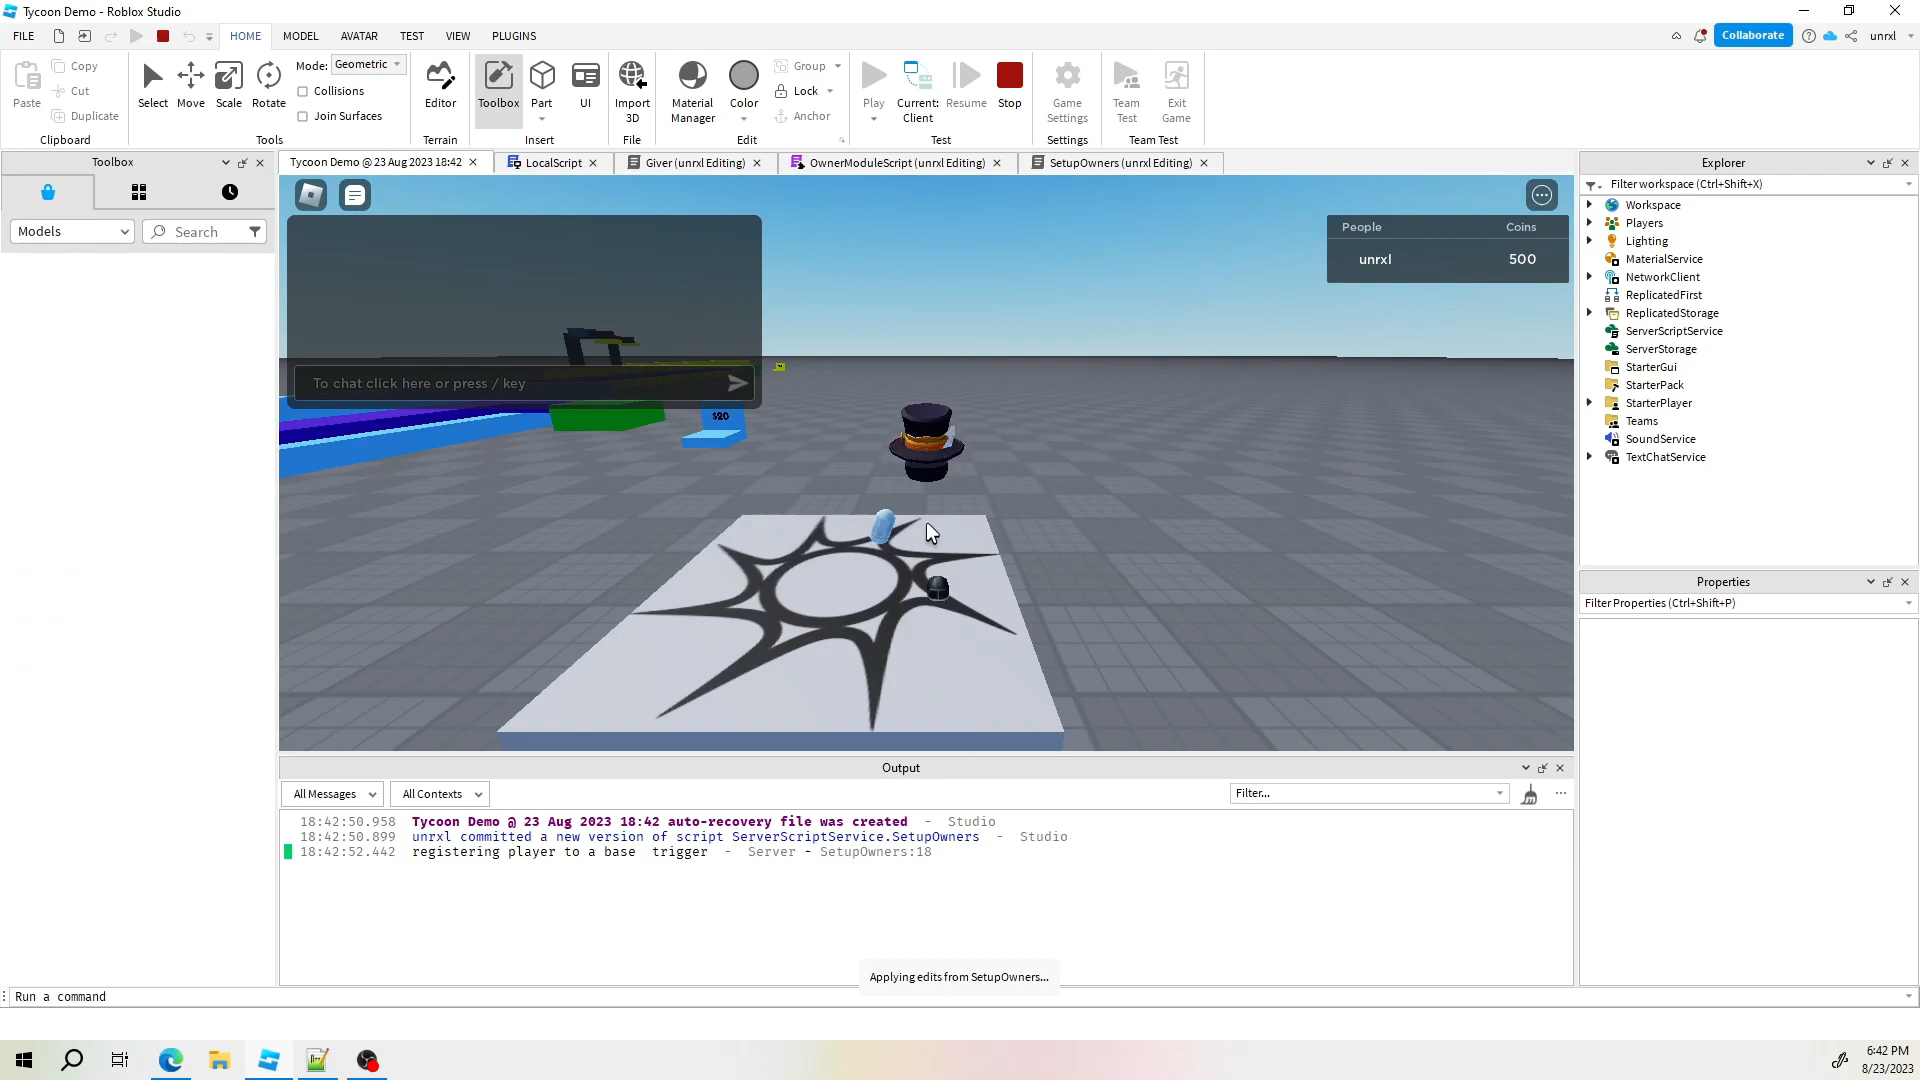 Tycoon Demo - Roblox Studio
FILE HOME MODEL AVATAR TEST VIEW PLUGINS Collaborate unrxl
Paste Copy Cut Duplicate Clipboard
Select Move Scale Rotate Mode: Geometric Collisions Join Surfaces Tools
Editor Terrain
Toolbox Part UI Insert
Import 3D File
Material Manager Color Group Lock Anchor Edit
Play Current: Client Resume Stop Test
Game Settings Settings
Team Test Exit Game Team Test
Toolbox
Models Search
Tycoon Demo @ 23 Aug 2023 18:42 LocalScript Giver (unrxl Editing) OwnerModuleScript (unrxl Editing) SetupOwners (unrxl Editing)
To chat click here or press / key
$20
People Coins
unrxl 500
Explorer
Filter workspace (Ctrl+Shift+X)
Workspace
Players
Lighting
MaterialService
NetworkClient
ReplicatedFirst
ReplicatedStorage
ServerScriptService
ServerStorage
StarterGui
StarterPack
StarterPlayer
Teams
SoundService
TextChatService
Properties
Filter Properties (Ctrl+Shift+P)
Output
All Messages All Contexts Filter...
18:42:50.958 Tycoon Demo @ 23 Aug 2023 18:42 auto-recovery file was created - Studio
18:42:50.899 unrxl committed a new version of script ServerScriptService.SetupOwners - Studio
18:42:52.442 registering player to a base trigger - Server - SetupOwners:18
Applying edits from SetupOwners...
Run a command
6:42 PM
8/23/2023